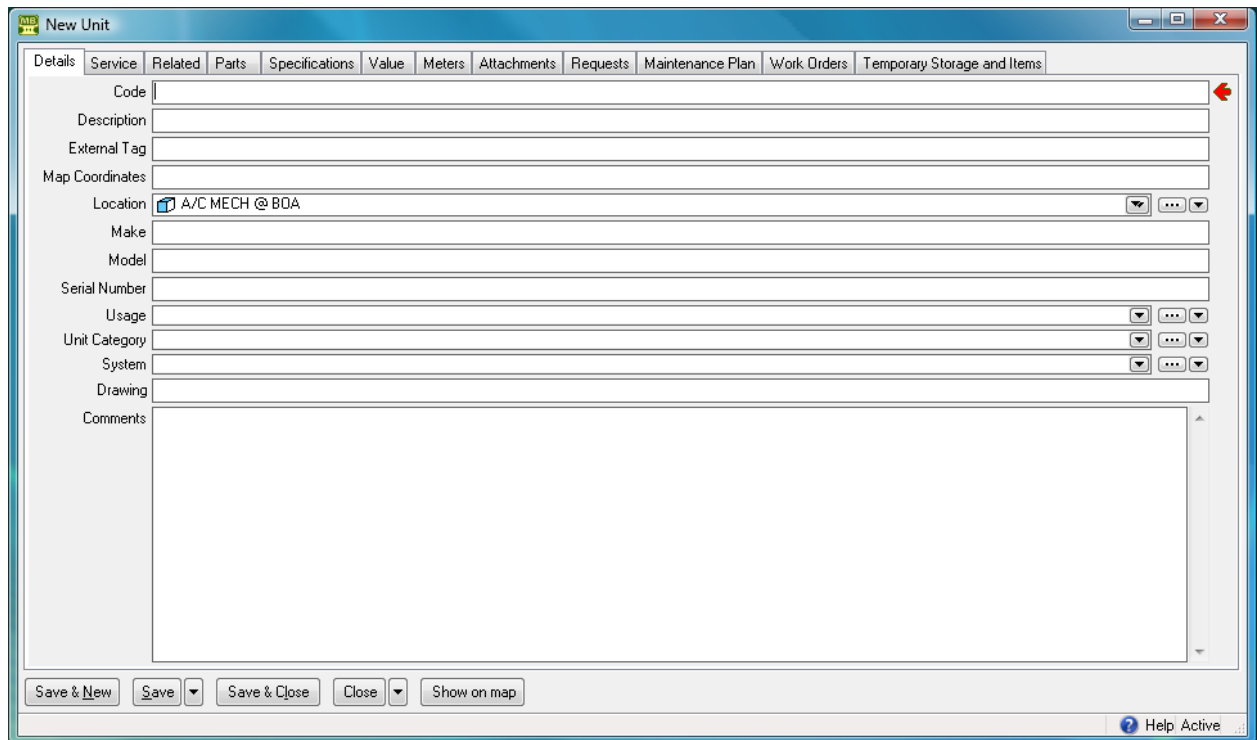 MB
New Unit
Details Service Related Parts Specifications Value Meters Attachments Requests Maintenance Plan Work Orders Temporary Storage and Items
Code
Description
External Tag
Map Coordinates
Location A/C MECH @ BOA
Make
Model
Serial Number
Usage
Unit Category
System
Drawing
Comments
Save & New Save Save & Close Close Show on map
Help Active